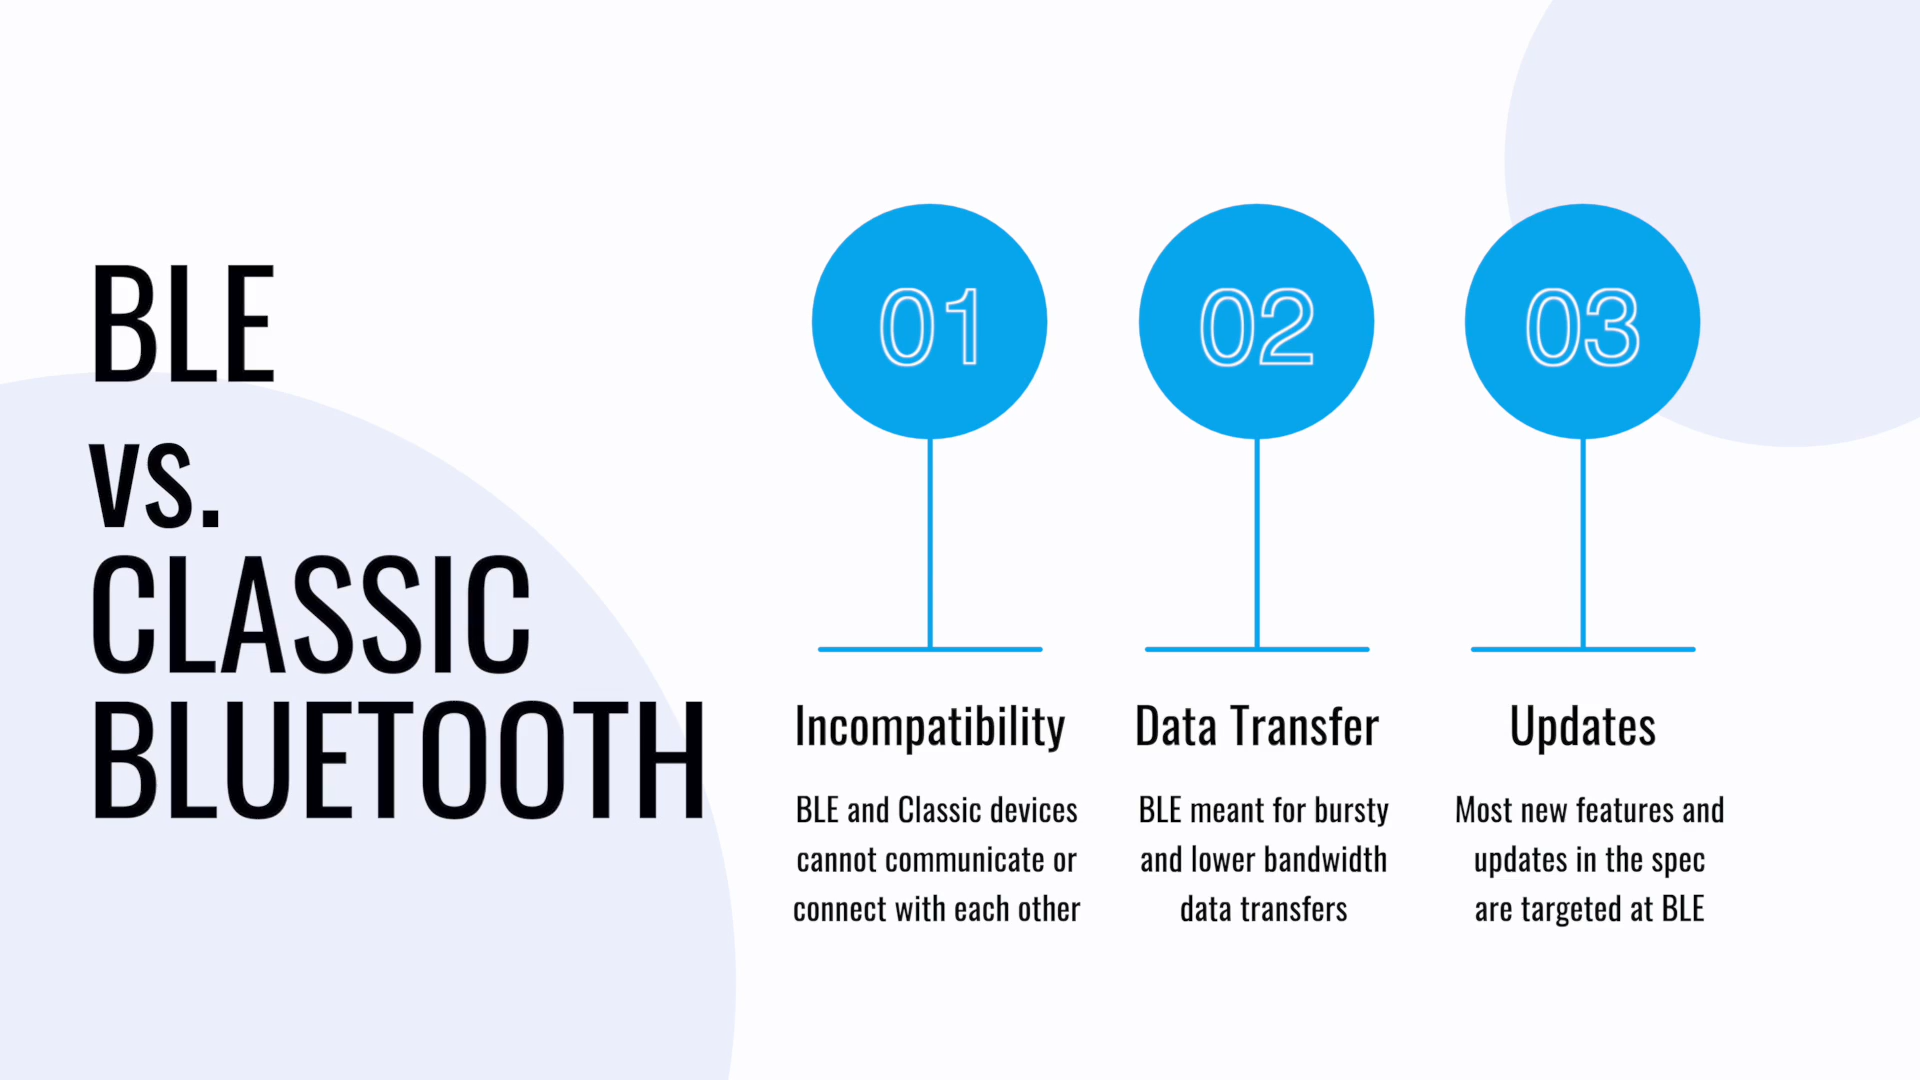 BLE
vs.
CLASSIC
BLUETOOTH
01
Incompatibility
BLE and Classic devices
cannot communicate or
connect with each other
02
Data Transfer
BLE meant for bursty
and lower bandwidth
data transfers
03
Updates
Most new features and
updates in the spec
are targeted at BLE